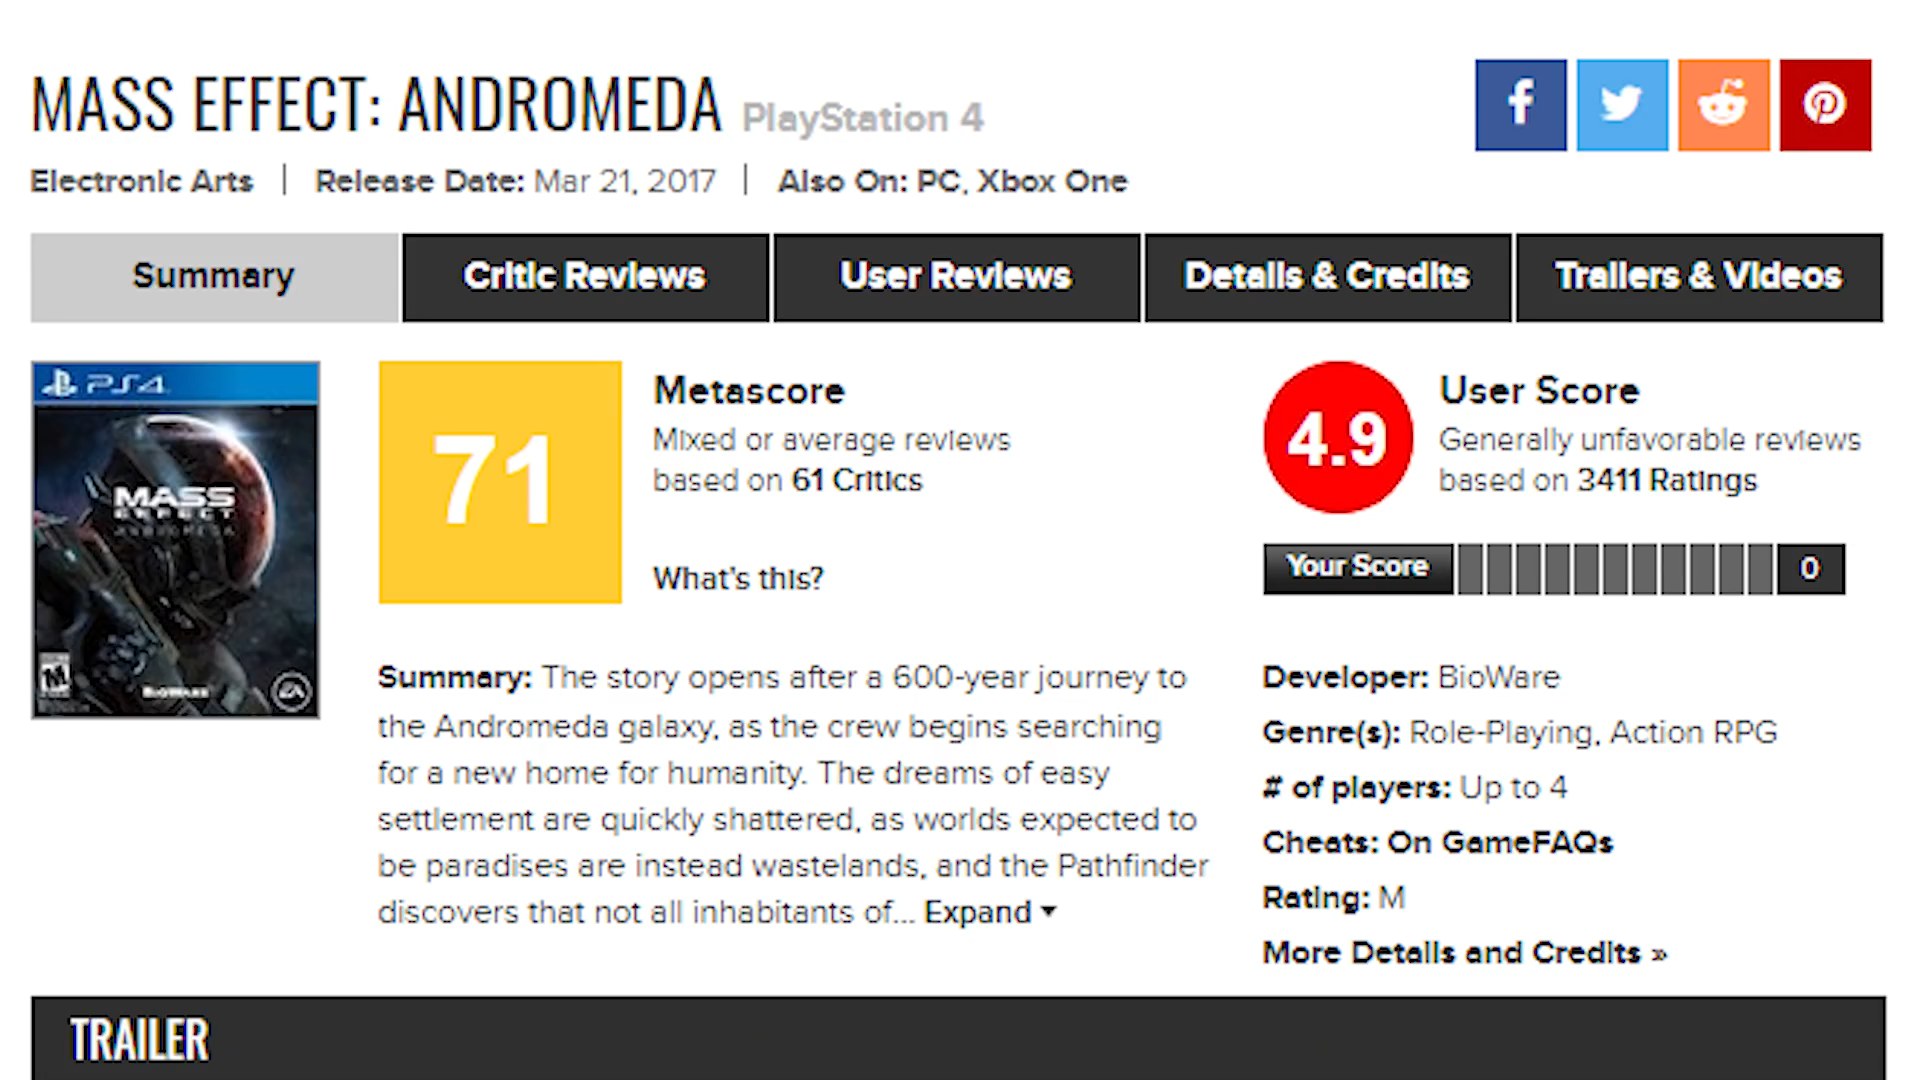 MASS EFFECT: ANDROMEDA PlayStation 4
Electronic Arts | Release Date: Mar 21, 2017 | Also On: PC, Xbox One
Summary
Critic Reviews
User Reviews
Details & Credits
Trailers & Videos
PS4
MASS
EFFECT
ANDROMEDA
M
BIOWARE
EA
71
Metascore
Mixed or average reviews
based on 61 Critics
What's this?
4.9
User Score
Generally unfavorable reviews
based on 3411 Ratings
Your Score
0
Summary: The story opens after a 600-year journey to
the Andromeda galaxy, as the crew begins searching
for a new home for humanity. The dreams of easy
settlement are quickly shattered, as worlds expected to
be paradises are instead wastelands, and the Pathfinder
discovers that not all inhabitants of... Expand
Developer: BioWare
Genre(s): Role-Playing, Action RPG
# of players: Up to 4
Cheats: On GameFAQs
Rating: M
More Details and Credits »
TRAILER